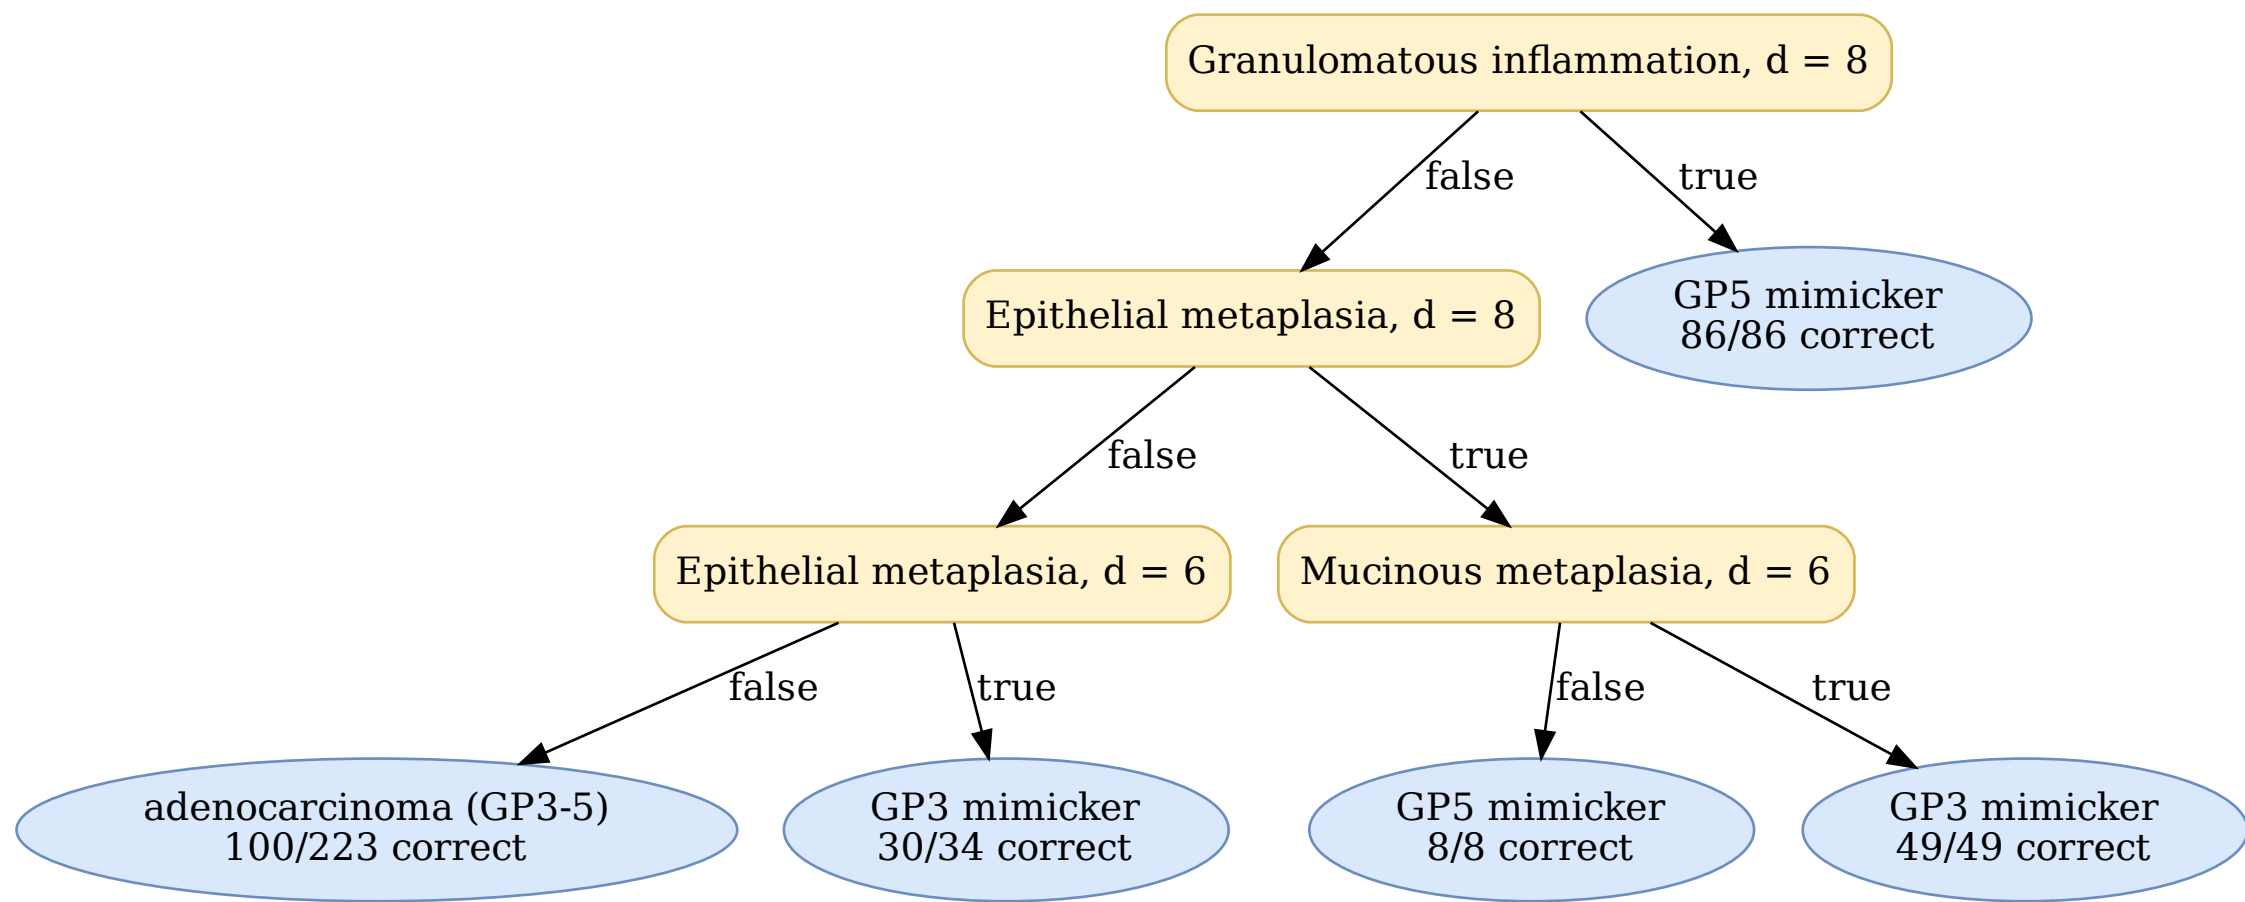 Granulomatous inflammation, d = 8
false
true
Epithelial metaplasia, d = 8
GP5 mimicker
86/86 correct
false
true
Epithelial metaplasia, d = 6
Mucinous metaplasia, d = 6
false
true
false
true
adenocarcinoma (GP3-5)
100/223 correct
GP3 mimicker
30/34 correct
GP5 mimicker
8/8 correct
GP3 mimicker
49/49 correct